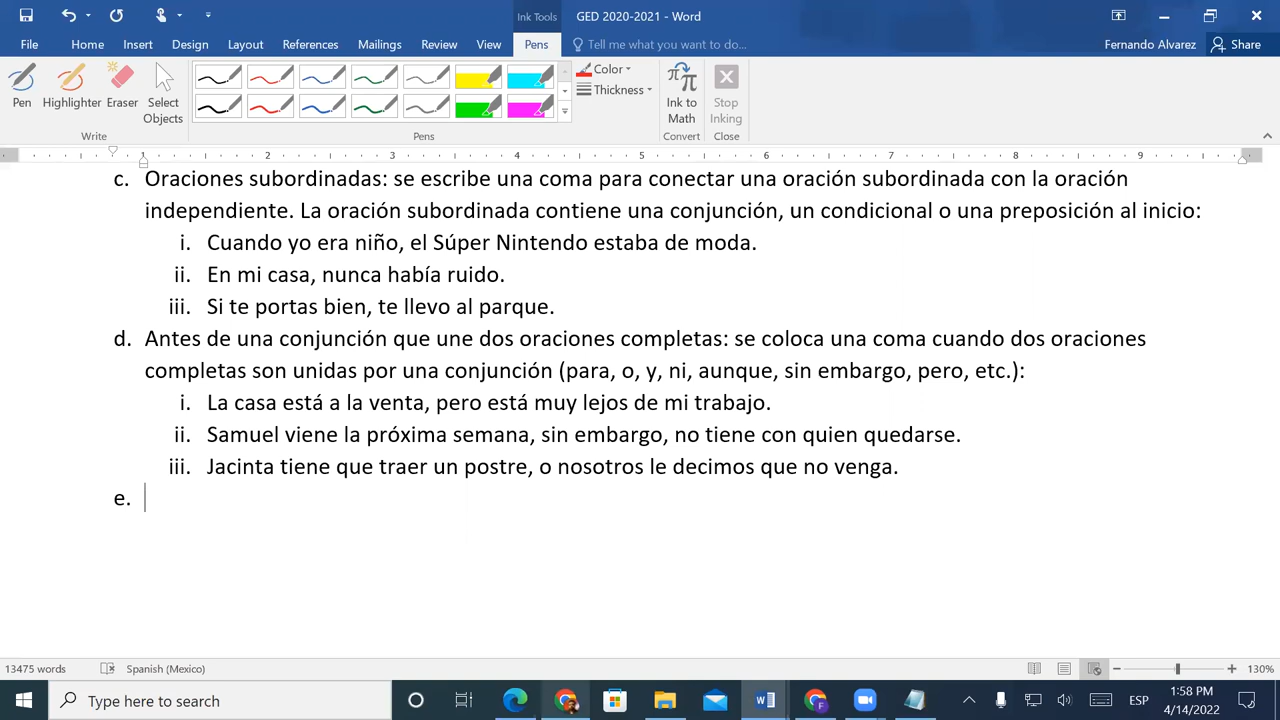 Ink Tools
GED 2020-2021 - Word
File Home Insert Design Layout References Mailings Review View Pens Tell me what you want to do... Fernando Alvarez Share
Pen Highlighter Eraser Select Objects
Color
Thickness
Ink to Math
Stop Inking
Write Pens Convert Close
1 2 3 4 5 6 7 8 9
c. Oraciones subordinadas: se escribe una coma para conectar una oración subordinada con la oración
independiente. La oración subordinada contiene una conjunción, un condicional o una preposición al inicio:
i. Cuando yo era niño, el Súper Nintendo estaba de moda.
ii. En mi casa, nunca había ruido.
iii. Si te portas bien, te llevo al parque.
d. Antes de una conjunción que une dos oraciones completas: se coloca una coma cuando dos oraciones
completas son unidas por una conjunción (para, o, y, ni, aunque, sin embargo, pero, etc.):
i. La casa está a la venta, pero está muy lejos de mi trabajo.
ii. Samuel viene la próxima semana, sin embargo, no tiene con quien quedarse.
iii. Jacinta tiene que traer un postre, o nosotros le decimos que no venga.
e.
13475 words Spanish (Mexico) 130%
Type here to search ESP 1:58 PM
4/14/2022